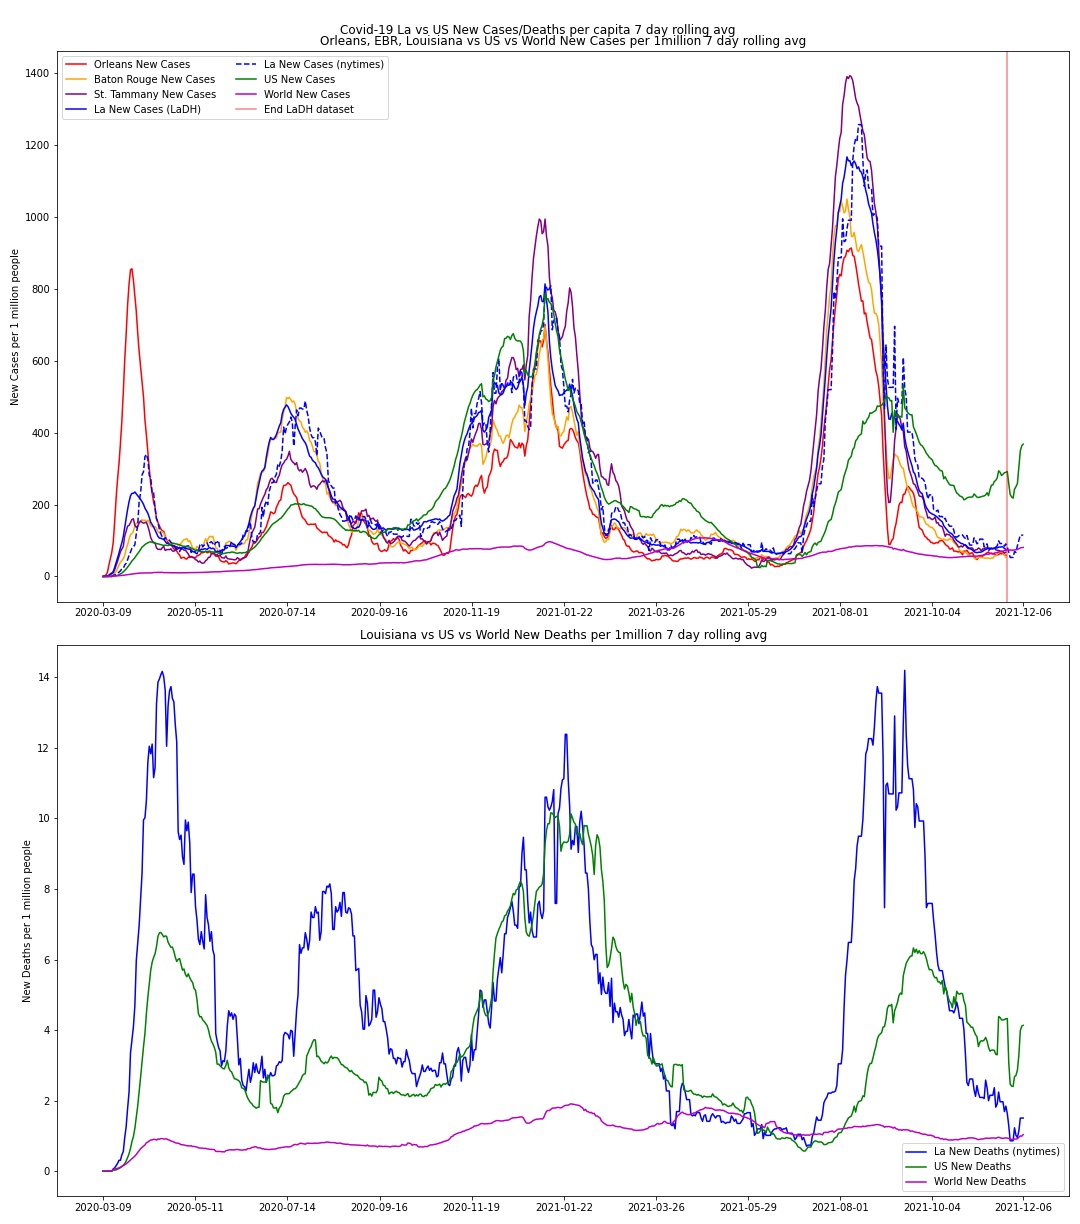 Covid-19 La vs US New Cases/Deaths per capita 7 day rolling avg
Orleans, EBR, Louisiana vs US vs World New Cases per 1million 7 day rolling avg
New Cases per 1 million people
1400
1200
1000
800
600
400
200
0
Orleans New Cases
Baton Rouge New Cases
St. Tammany New Cases
La New Cases (LaDH)
La New Cases (nytimes)
US New Cases
World New Cases
End LaDH dataset
2020-03-09 2020-05-11 2020-07-14 2020-09-16 2020-11-19 2021-01-22 2021-03-26 2021-05-29 2021-08-01 2021-10-04 2021-12-06
Louisiana vs US vs World New Deaths per 1million 7 day rolling avg
New Deaths per 1 million people
14
12
10
8
6
4
2
0
La New Deaths (nytimes)
US New Deaths
World New Deaths
2020-03-09 2020-05-11 2020-07-14 2020-09-16 2020-11-19 2021-01-22 2021-03-26 2021-05-29 2021-08-01 2021-10-04 2021-12-06